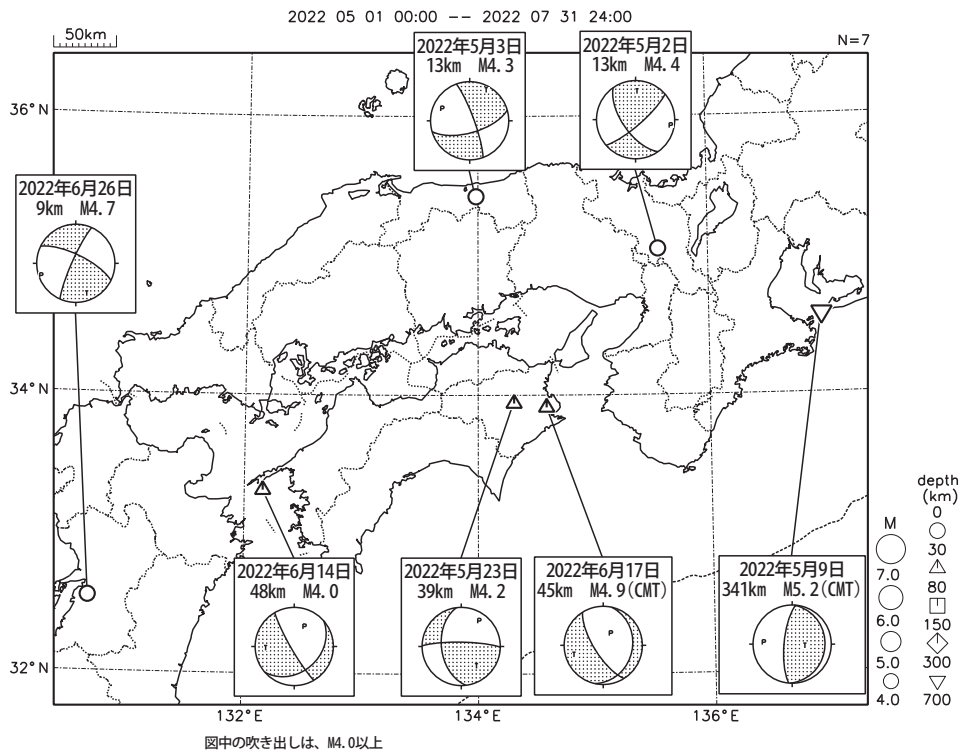 2022 05 01 00:00 -- 2022 07 31 24:00
50km
N=7
2022年5月3日
13km M4.3
T
P
2022年5月2日
13km M4.4
T
P
36°N
2022年6月26日
9km M4.7
P
T
34°N
32°N
2022年6月14日
48km M4.0
P
T
2022年5月23日
39km M4.2
P
T
2022年6月17日
45km M4.9(CMT)
P
T
2022年5月9日
341km M5.2(CMT)
P
T
M
7.0
6.0
5.0
4.0
depth
(km)
0
30
80
150
300
700
132°E
134°E
136°E
図中の吹き出しは、M4.0以上